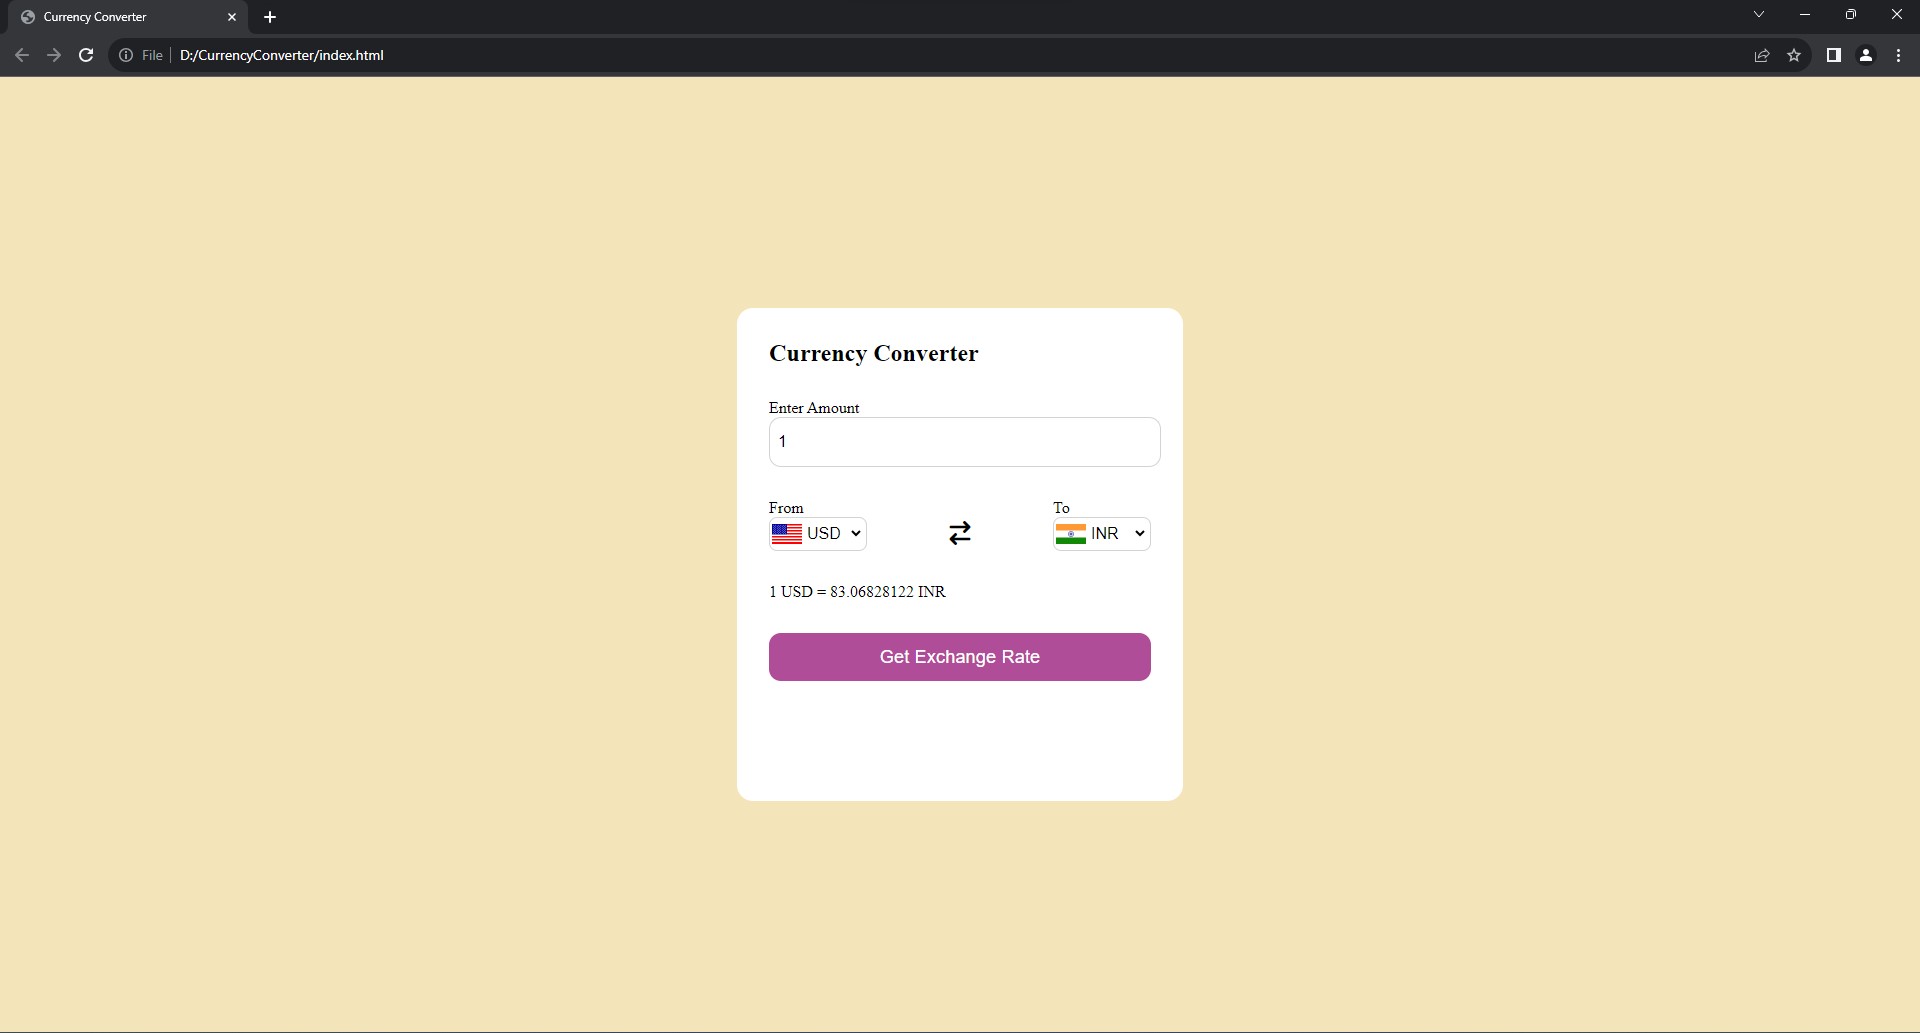 Currency Converter
File D:/CurrencyConverter/index.html
Currency Converter
Enter Amount
1
From To
USD INR
1 USD = 83.06828122 INR
Get Exchange Rate